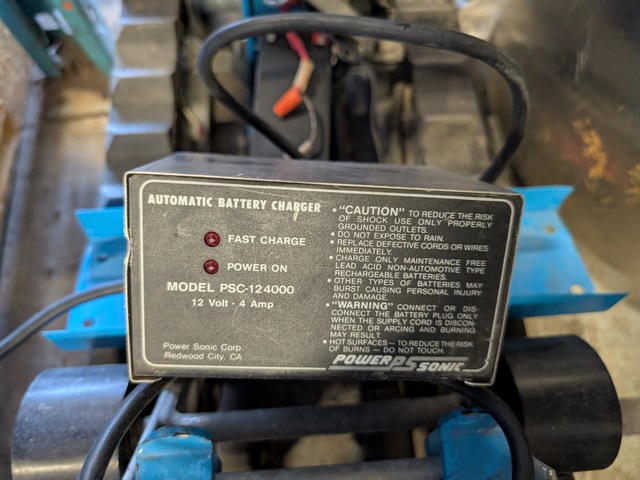 AUTOMATIC BATTERY CHARGER
FAST CHARGE
POWER ON
MODEL PSC-124000
12 Volt - 4 Amp
Power Sonic Corp.
Redwood City, CA
• "CAUTION" TO REDUCE THE RISK
OF SHOCK USE ONLY PROPERLY
GROUNDED OUTLETS.
• DO NOT EXPOSE TO RAIN.
• REPLACE DEFECTIVE CORDS OR WIRES
IMMEDIATELY.
• CHARGE ONLY MAINTENANCE FREE
LEAD ACID NON-AUTOMOTIVE TYPE
RECHARGEABLE BATTERIES.
• OTHER TYPES OF BATTERIES MAY
BURST CAUSING PERSONAL INJURY
AND DAMAGE.
• "WARNING" CONNECT OR DIS-
CONNECT THE BATTERY PLUG ONLY
WHEN THE SUPPLY CORD IS DISCON-
NECTED OR ARCING AND BURNING
MAY RESULT
• HOT SURFACES — TO REDUCE THE RISK
OF BURNS — DO NOT TOUCH.
POWER PS SONIC